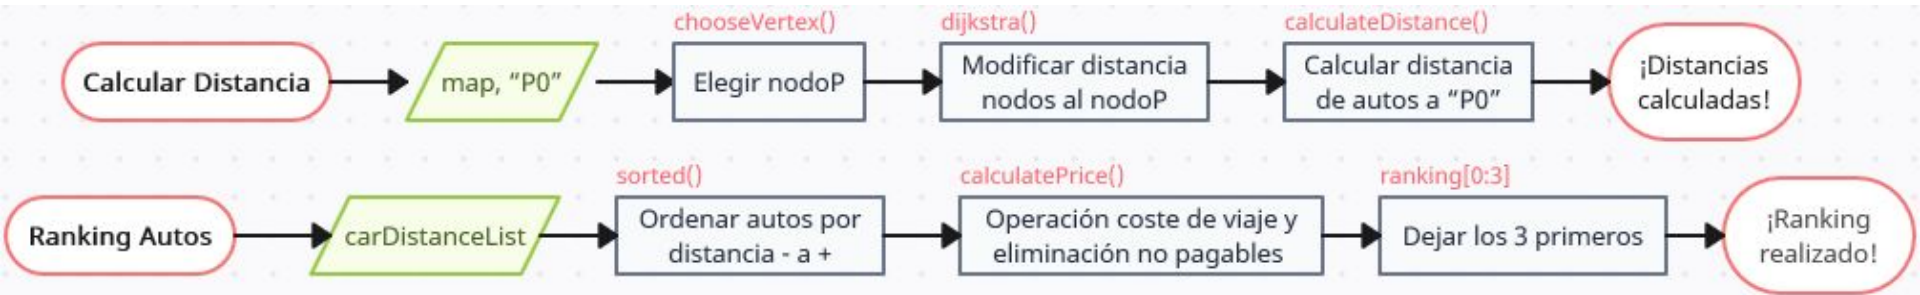 chooseVertex()
dijkstra()
calculateDistance()
Calcular Distancia
map, “P0”
Elegir nodoP
Modificar distancia
nodos al nodoP
Calcular distancia
de autos a “P0”
¡Distancias
calculadas!
sorted()
calculatePrice()
ranking[0:3]
Ranking Autos
carDistanceList
Ordenar autos por
distancia - a +
Operación coste de viaje y
eliminación no pagables
Dejar los 3 primeros
¡Ranking
realizado!